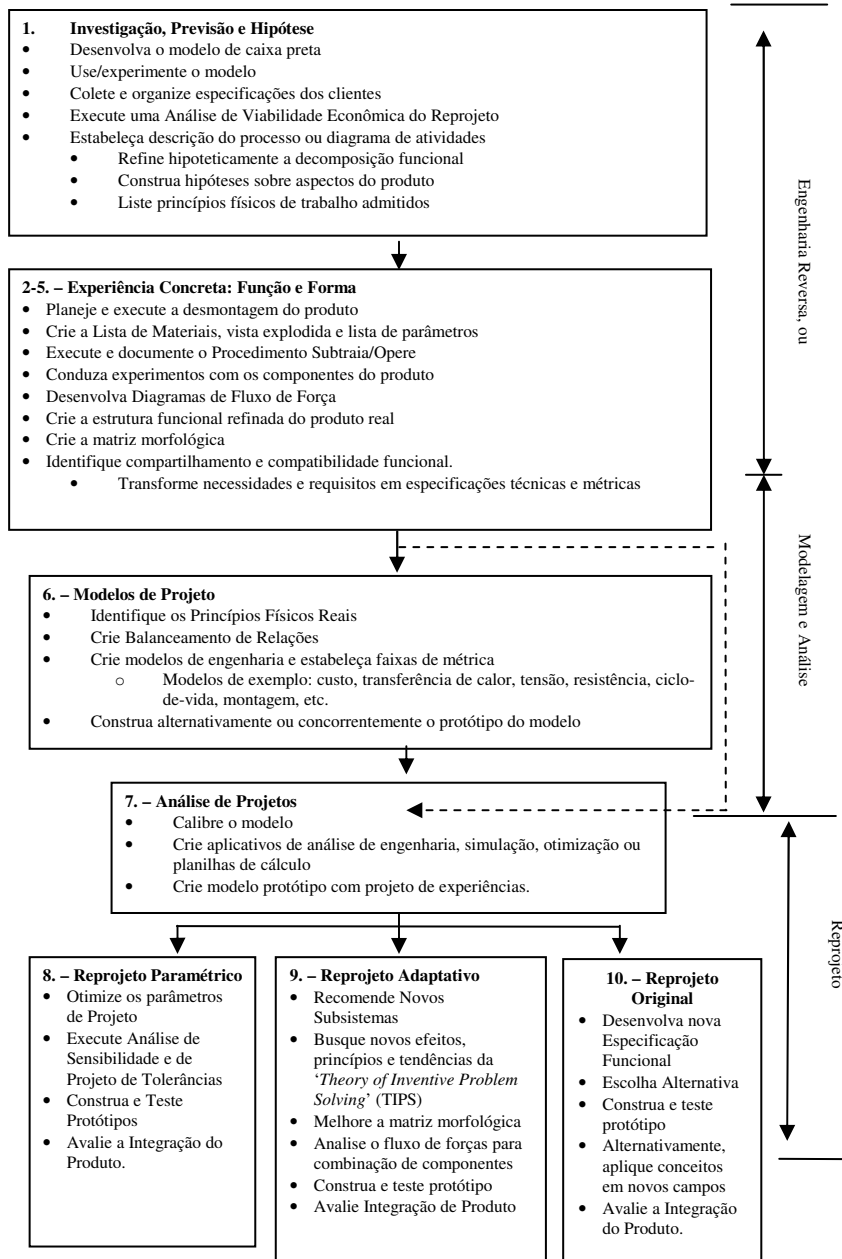 1. Investigação, Previsão e Hipótese
• Desenvolva o modelo de caixa preta
• Use/experimente o modelo
• Colete e organize especificações dos clientes
• Execute uma Análise de Viabilidade Econômica do Reprojeto
• Estabeleça descrição do processo ou diagrama de atividades
• Refine hipoteticamente a decomposição funcional
• Construa hipóteses sobre aspectos do produto
• Liste princípios físicos de trabalho admitidos
Engenharia Reversa, ou
2-5. – Experiência Concreta: Função e Forma
• Planeje e execute a desmontagem do produto
• Crie a Lista de Materiais, vista explodida e lista de parâmetros
• Execute e documente o Procedimento Subtraia/Opere
• Conduza experimentos com os componentes do produto
• Desenvolva Diagramas de Fluxo de Força
• Crie a estrutura funcional refinada do produto real
• Crie a matriz morfológica
• Identifique compartilhamento e compatibilidade funcional.
• Transforme necessidades e requisitos em especificações técnicas e métricas
Modelagem e Análise
6. – Modelos de Projeto
• Identifique os Princípios Físicos Reais
• Crie Balanceamento de Relações
• Crie modelos de engenharia e estabeleça faixas de métrica
o Modelos de exemplo: custo, transferência de calor, tensão, resistência, ciclo-
de-vida, montagem, etc.
• Construa alternativamente ou concorrentemente o protótipo do modelo
7. – Análise de Projetos
• Calibre o modelo
• Crie aplicativos de análise de engenharia, simulação, otimização ou
planilhas de cálculo
• Crie modelo protótipo com projeto de experiências.
Reprojeto
8. – Reprojeto Paramétrico
• Otimize os parâmetros
de Projeto
• Execute Análise de
Sensibilidade e de
Projeto de Tolerâncias
• Construa e Teste
Protótipos
• Avalie a Integração do
Produto.
9. – Reprojeto Adaptativo
• Recomende Novos
Subsistemas
• Busque novos efeitos,
princípios e tendências da
‘Theory of Inventive Problem
Solving’ (TIPS)
• Melhore a matriz morfológica
• Analise o fluxo de forças para
combinação de componentes
• Construa e teste protótipo
• Avalie Integração de Produto
10. – Reprojeto
Original
• Desenvolva nova
Especificação
Funcional
• Escolha Alternativa
• Construa e teste
protótipo
• Alternativamente,
aplique conceitos
em novos campos
• Avalie a Integração
do Produto.